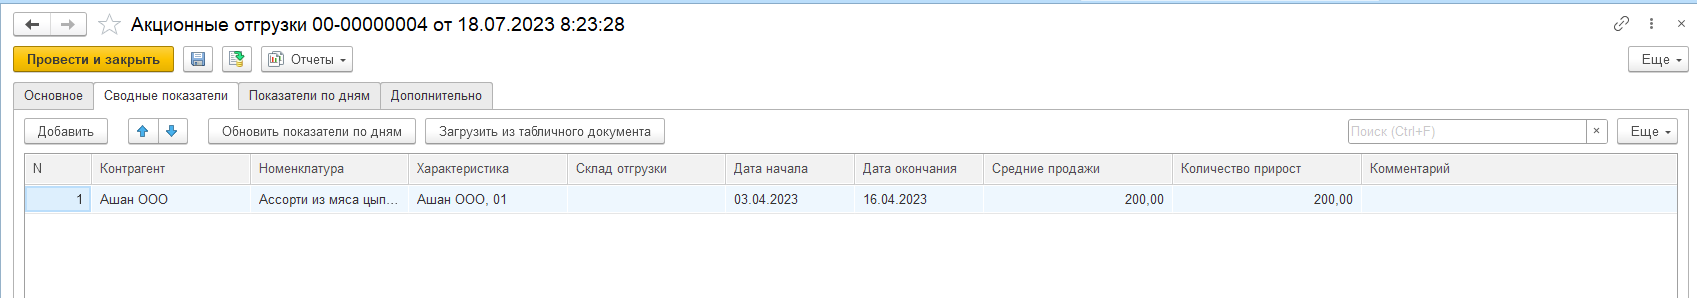 Акционные отгрузки 00-00000004 от 18.07.2023 8:23:28
Провести и закрыть Отчеты Еще
Основное Сводные показатели Показатели по дням Дополнительно
Добавить Обновить показатели по дням Загрузить из табличного документа Поиск (Ctrl+F) × Еще
N Контрагент Номенклатура Характеристика Склад отгрузки Дата начала Дата окончания Средние продажи Количество прирост Комментарий
1 Ашан ООО Ассорти из мяса цып... Ашан ООО, 01 03.04.2023 16.04.2023 200,00 200,00